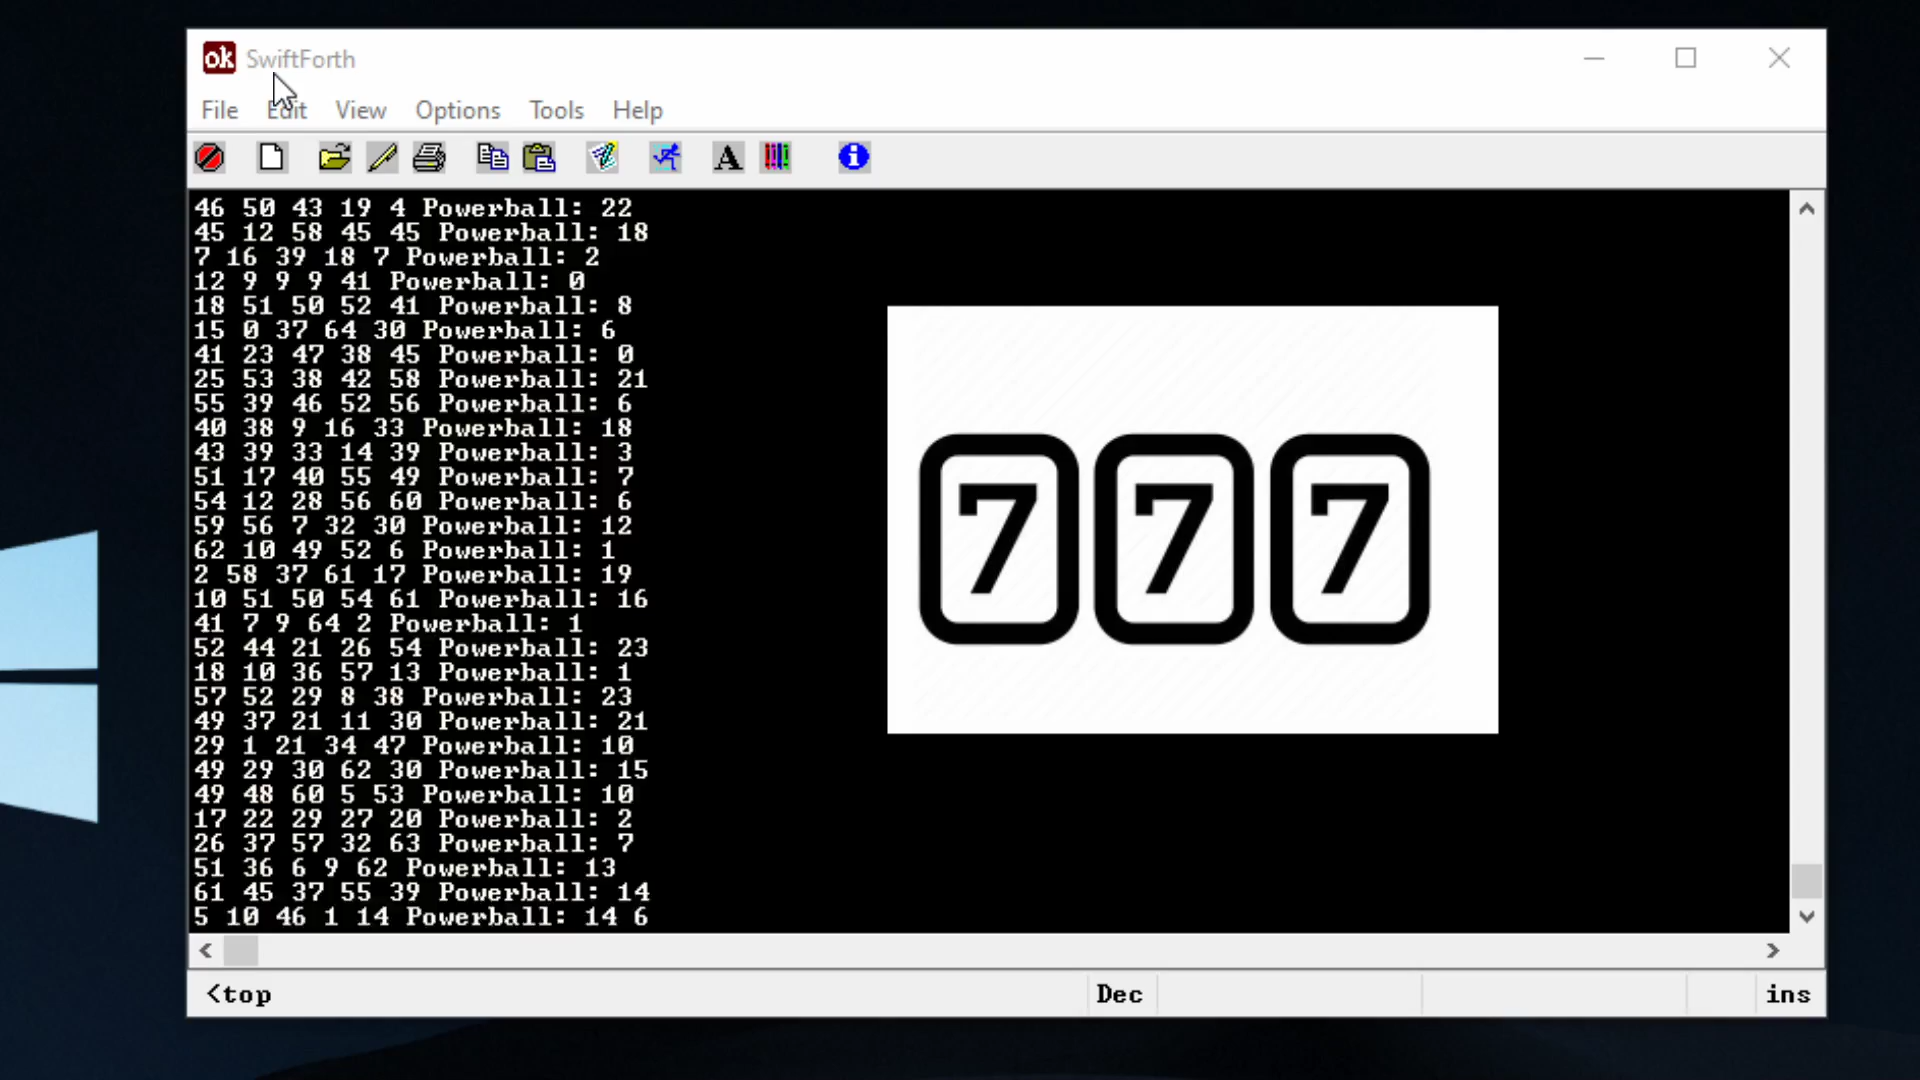 ok SwiftForth
File Edit View Options Tools Help
46 50 43 19 4 Powerball: 22
45 12 58 45 45 Powerball: 18
7 16 39 18 7 Powerball: 2
12 9 9 9 41 Powerball: 0
18 51 50 52 41 Powerball: 8
15 0 37 64 30 Powerball: 6
41 23 47 38 45 Powerball: 0
25 53 38 42 58 Powerball: 21
55 39 46 52 56 Powerball: 6
40 38 9 16 33 Powerball: 18
43 39 33 14 39 Powerball: 3
51 17 40 55 49 Powerball: 7
54 12 28 56 60 Powerball: 6
59 56 7 32 30 Powerball: 12
62 10 49 52 6 Powerball: 1
2 58 37 61 17 Powerball: 19
10 51 50 54 61 Powerball: 16
41 7 9 64 2 Powerball: 1
52 44 21 26 54 Powerball: 23
18 10 36 57 13 Powerball: 1
57 52 29 8 38 Powerball: 23
49 37 21 11 30 Powerball: 21
29 1 21 34 47 Powerball: 10
49 29 30 62 30 Powerball: 15
49 48 60 5 53 Powerball: 10
17 22 29 27 20 Powerball: 2
26 37 57 32 63 Powerball: 7
51 36 6 9 62 Powerball: 13
61 45 37 55 39 Powerball: 14
5 10 46 1 14 Powerball: 14 6
7 7 7
<top Dec ins